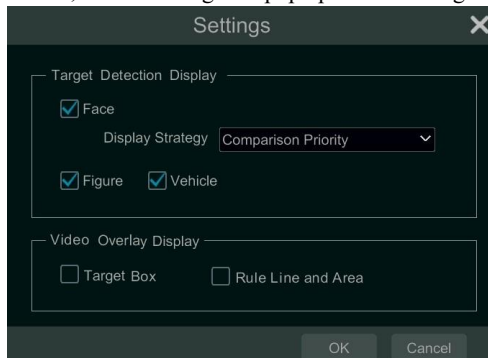 Settings
Target Detection Display
Face
Display Strategy Comparison Priority
Figure Vehicle
Video Overlay Display
Target Box Rule Line and Area
OK Cancel